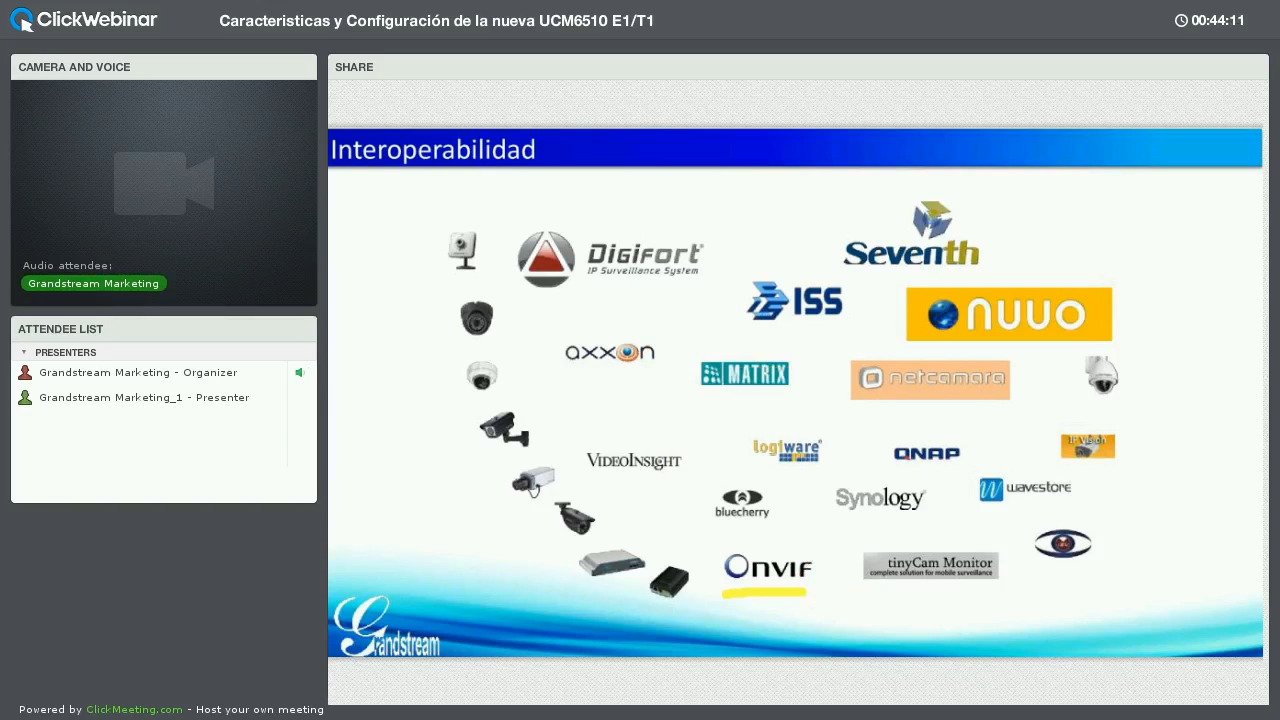 ClickWebinar
Caracteristicas y Configuración de la nueva UCM6510 E1/T1
00:44:11
CAMERA AND VOICE
Audio attendee:
Grandstream Marketing
ATTENDEE LIST
PRESENTERS
Grandstream Marketing - Organizer
Grandstream Marketing_1 - Presenter
SHARE
Interoperabilidad
Digifort
IP Surveillance System
Seventh
ISS
nuuo
axxon
MATRIX
netcamara
VIDEOINSIGHT
logiware
QNAP
IP Vision
bluecherry
Synology
wavestore
Onvif
tinyCam Monitor
complete solution for mobile surveillance
Grandstream
Powered by ClickMeeting.com - Host your own meeting